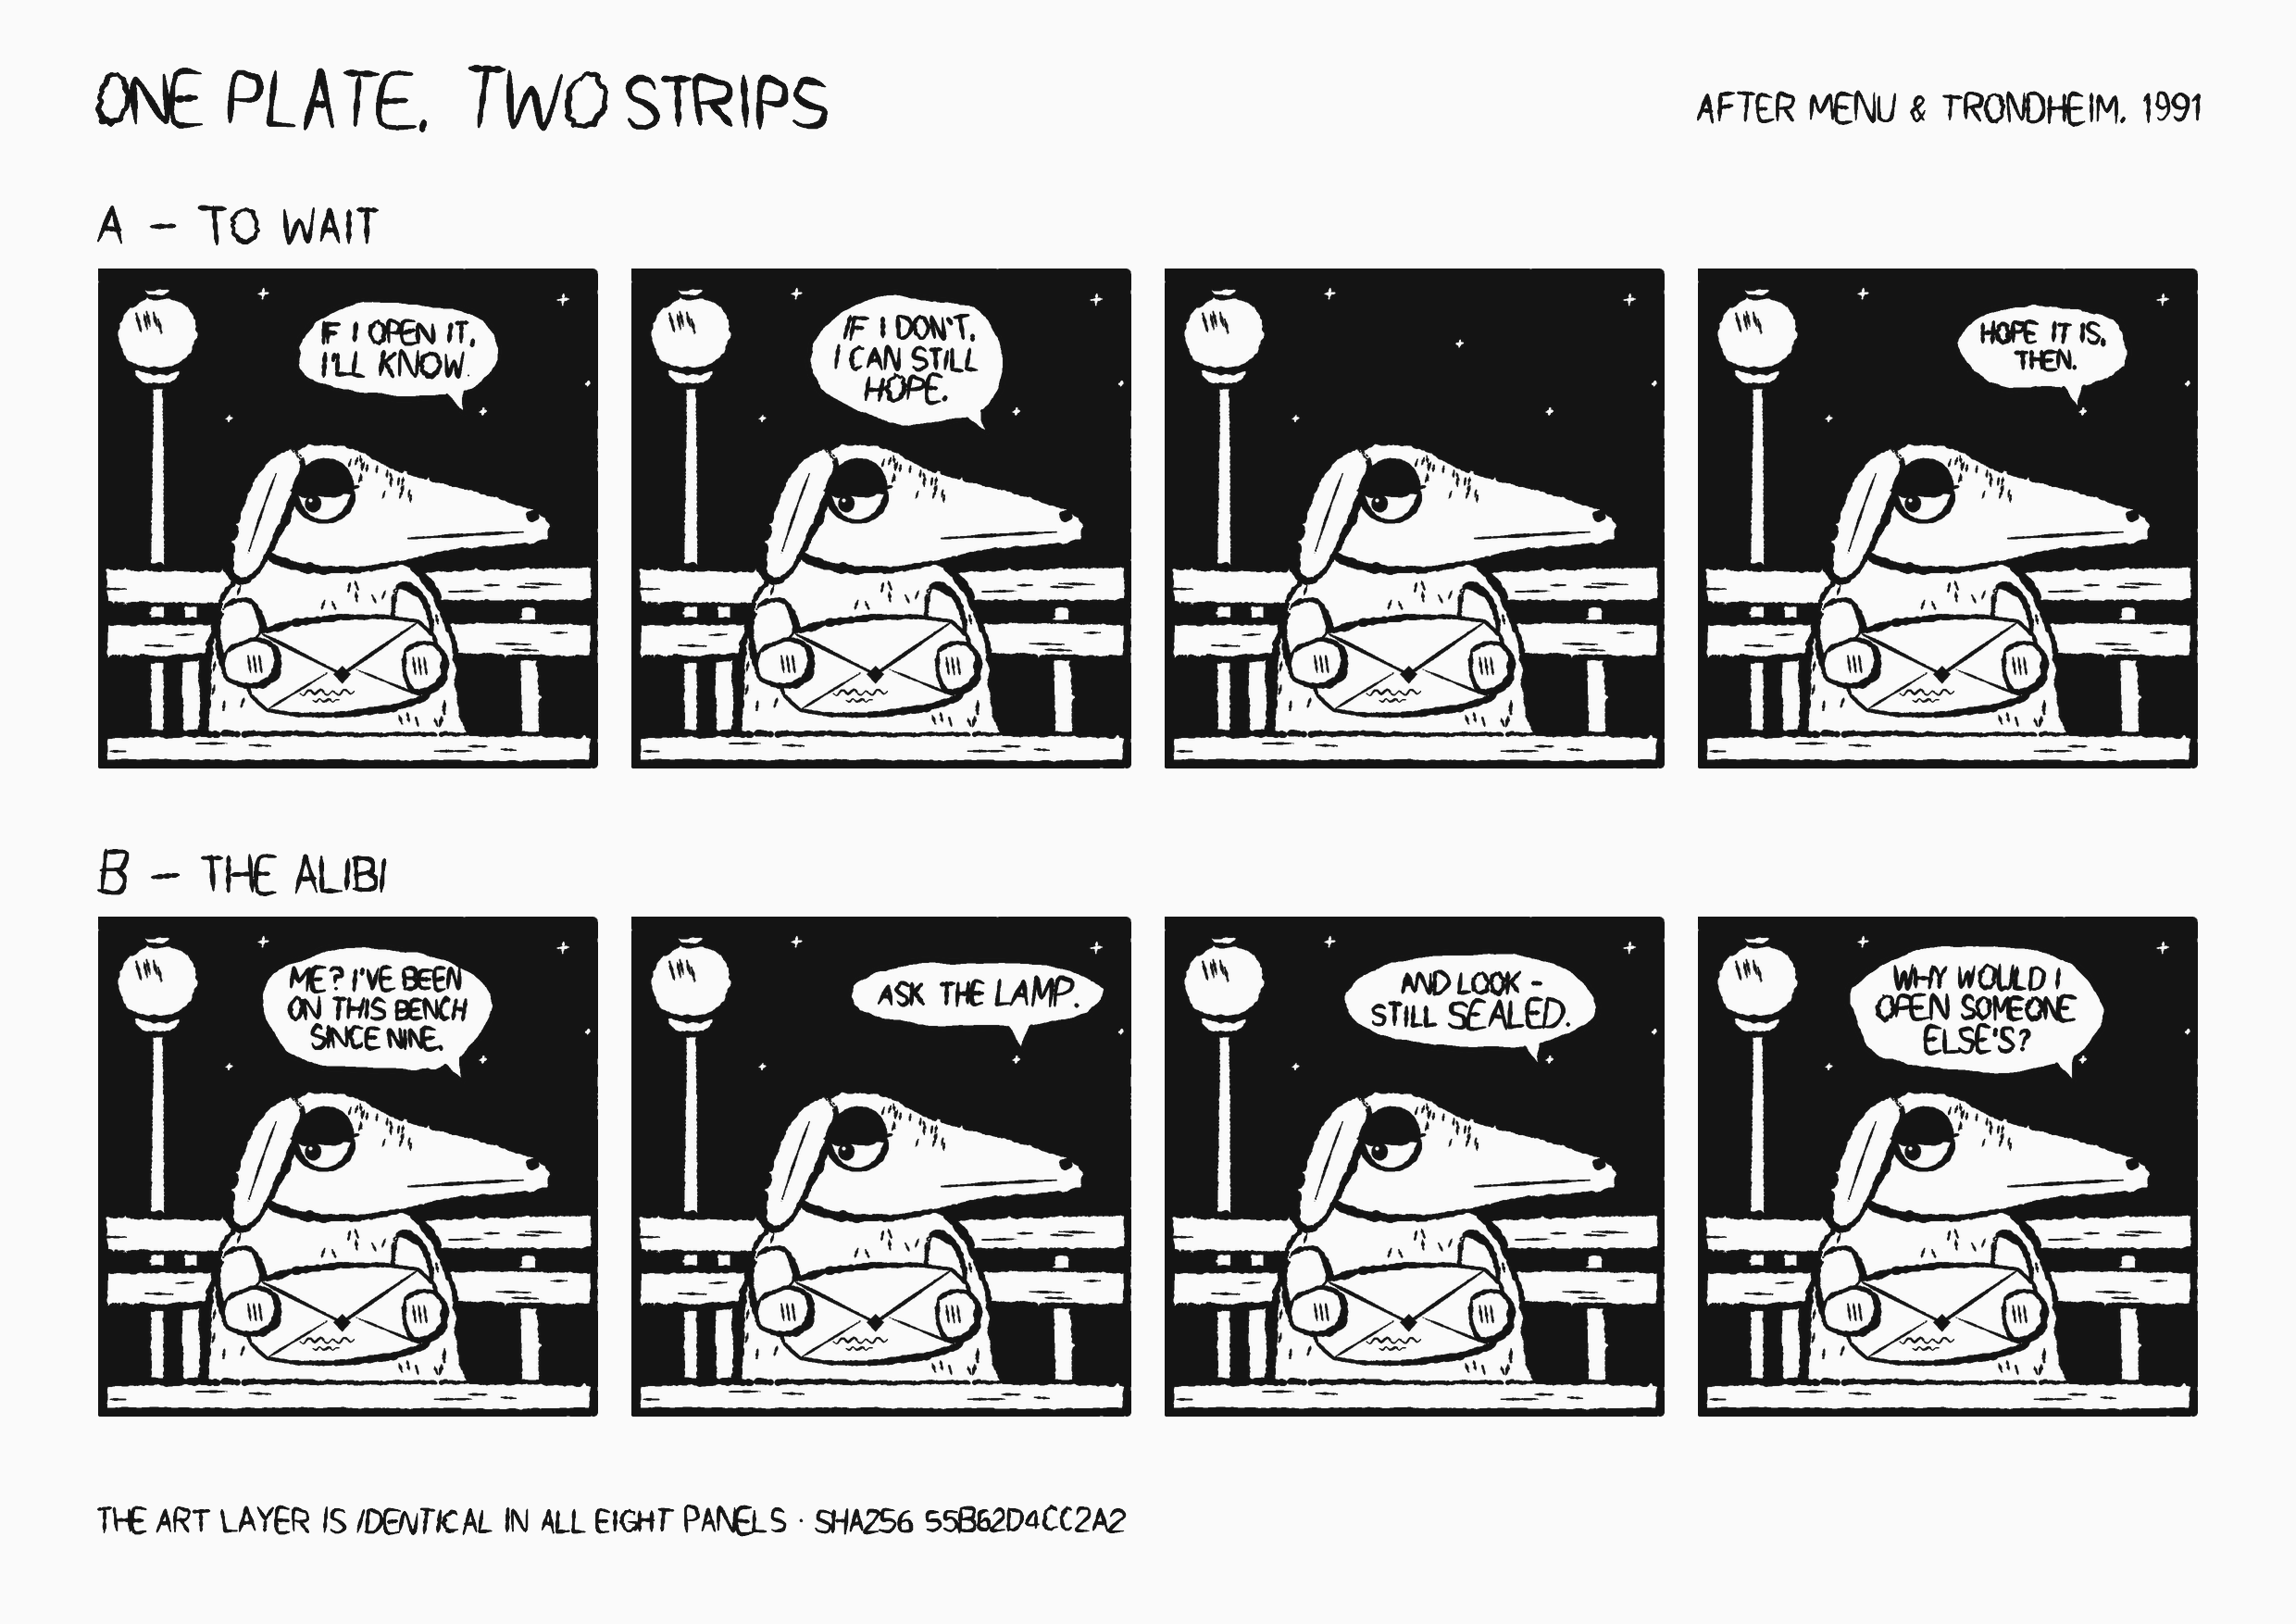 ONE PLATE. TWO STRIPS
AFTER MENU & TRONDHEIM. 1991
A – TO WAIT
IF I OPEN IT,
I'LL KNOW.
IF I DON'T,
I CAN STILL
HOPE.
HOPE IT IS,
THEN.
B – THE ALIBI
ME? I'VE BEEN
ON THIS BENCH
SINCE NINE.
ASK THE LAMP.
AND LOOK –
STILL SEALED.
WHY WOULD I
OPEN SOMEONE
ELSE'S?
THE ART LAYER IS IDENTICAL IN ALL EIGHT PANELS · SHA256 55B62D4CC2A2